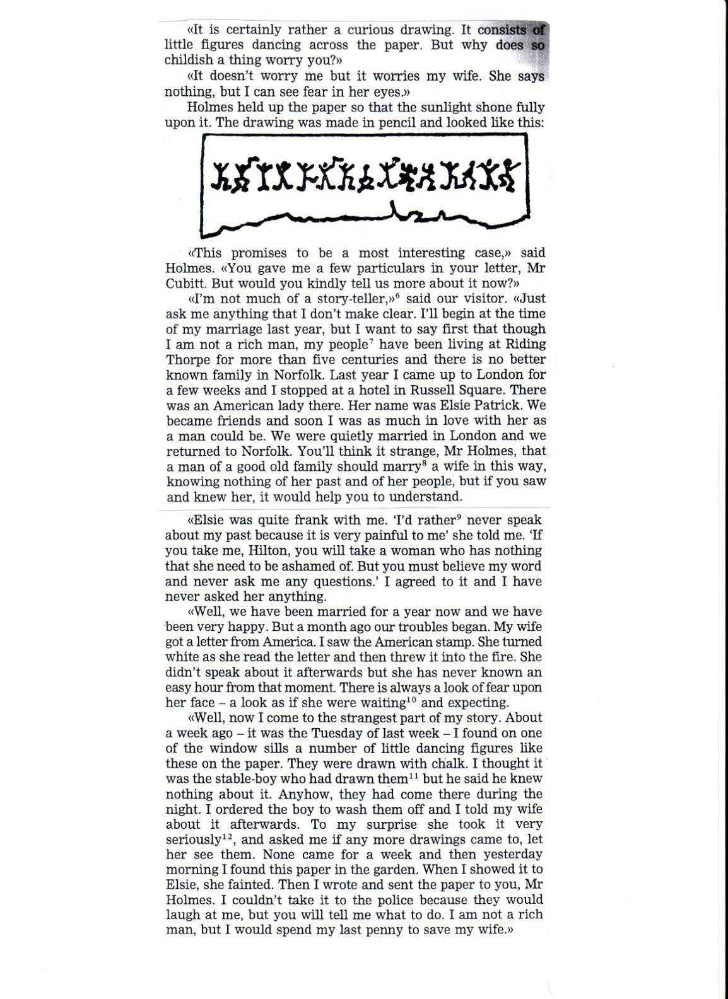 «It is certainly rather a curious drawing. It consists of
little figures dancing across the paper. But why does so
childish a thing worry you?»
«It doesn't worry me but it worries my wife. She says
nothing, but I can see fear in her eyes.»
Holmes held up the paper so that the sunlight shone fully
upon it. The drawing was made in pencil and looked like this:
«This promises to be a most interesting case,» said
Holmes. «You gave me a few particulars in your letter, Mr
Cubitt. But would you kindly tell us more about it now?»
«I'm not much of a story-teller,»⁶ said our visitor. «Just
ask me anything that I don't make clear. I'll begin at the time
of my marriage last year, but I want to say first that though
I am not a rich man, my people⁷ have been living at Riding
Thorpe for more than five centuries and there is no better
known family in Norfolk. Last year I came up to London for
a few weeks and I stopped at a hotel in Russell Square. There
was an American lady there. Her name was Elsie Patrick. We
became friends and soon I was as much in love with her as
a man could be. We were quietly married in London and we
returned to Norfolk. You'll think it strange, Mr Holmes, that
a man of a good old family should marry⁸ a wife in this way,
knowing nothing of her past and of her people, but if you saw
and knew her, it would help you to understand.
«Elsie was quite frank with me. 'I'd rather⁹ never speak
about my past because it is very painful to me' she told me. 'If
you take me, Hilton, you will take a woman who has nothing
that she need to be ashamed of. But you must believe my word
and never ask me any questions.' I agreed to it and I have
never asked her anything.
«Well, we have been married for a year now and we have
been very happy. But a month ago our troubles began. My wife
got a letter from America. I saw the American stamp. She turned
white as she read the letter and then threw it into the fire. She
didn't speak about it afterwards but she has never known an
easy hour from that moment. There is always a look of fear upon
her face – a look as if she were waiting¹⁰ and expecting.
«Well, now I come to the strangest part of my story. About
a week ago – it was the Tuesday of last week – I found on one
of the window sills a number of little dancing figures like
these on the paper. They were drawn with chalk. I thought it
was the stable-boy who had drawn them¹¹ but he said he knew
nothing about it. Anyhow, they had come there during the
night. I ordered the boy to wash them off and I told my wife
about it afterwards. To my surprise she took it very
seriously¹², and asked me if any more drawings came to, let
her see them. None came for a week and then yesterday
morning I found this paper in the garden. When I showed it to
Elsie, she fainted. Then I wrote and sent the paper to you, Mr
Holmes. I couldn't take it to the police because they would
laugh at me, but you will tell me what to do. I am not a rich
man, but I would spend my last penny to save my wife.»